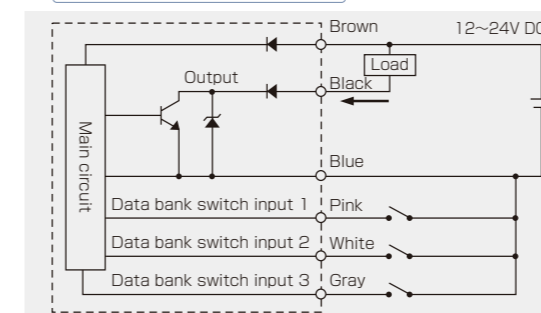 Brown
12～24V DC
Load
Output
Black
Main circuit
Blue
Data bank switch input 1 Pink
Data bank switch input 2 White
Data bank switch input 3 Gray